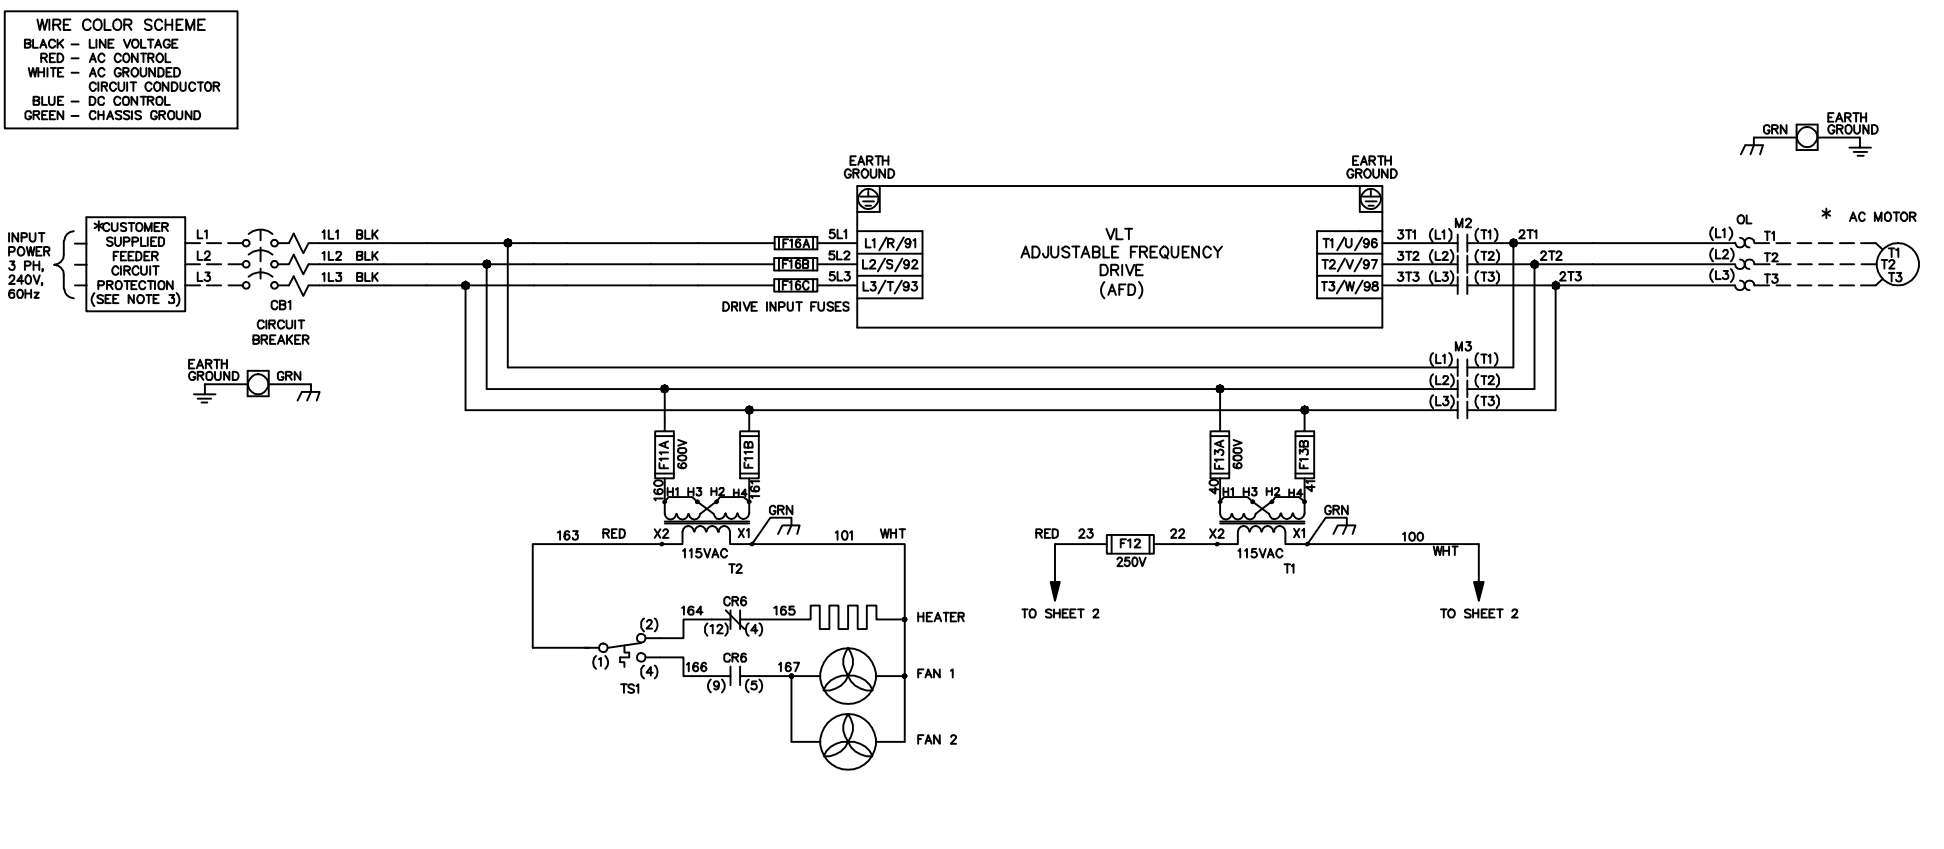 WIRE COLOR SCHEME
BLACK – LINE VOLTAGE
RED – AC CONTROL
WHITE – AC GROUNDED
CIRCUIT CONDUCTOR
BLUE – DC CONTROL
GREEN – CHASSIS GROUND
INPUT
POWER
3 PH,
240V,
60Hz
*CUSTOMER
SUPPLIED
FEEDER
CIRCUIT
PROTECTION
(SEE NOTE 3)
L1
L2
L3
CB1
CIRCUIT
BREAKER
1L1 BLK
1L2 BLK
1L3 BLK
EARTH
GROUND
GRN
F16A
F16B
F16C
DRIVE INPUT FUSES
5L1
5L2
5L3
EARTH
GROUND
L1/R/91
L2/S/92
L3/T/93
VLT
ADJUSTABLE FREQUENCY
DRIVE
(AFD)
EARTH
GROUND
T1/U/96
T2/V/97
T3/W/98
M2
3T1 (L1) (T1) 2T1
3T2 (L2) (T2) 2T2
3T3 (L3) (T3) 2T3
M3
(L1) (T1)
(L2) (T2)
(L3) (T3)
OL
(L1) T1
(L2) T2
(L3) T3
GRN
EARTH
GROUND
* AC MOTOR
T1
T2
T3
F11A
600V
F11B
160
161
H1 H3 H2 H4
GRN
163 RED X2 X1 101 WHT
115VAC
T2
F13A
600V
F13B
40
41
H1 H3 H2 H4
GRN
RED 23 F12 22 X2 X1 100
WHT
250V
115VAC
T1
TO SHEET 2
TO SHEET 2
164 CR6 165
(12) (4)
HEATER
(2)
(1)
(4)
TS1
166 CR6 167
(9) (5)
FAN 1
FAN 2